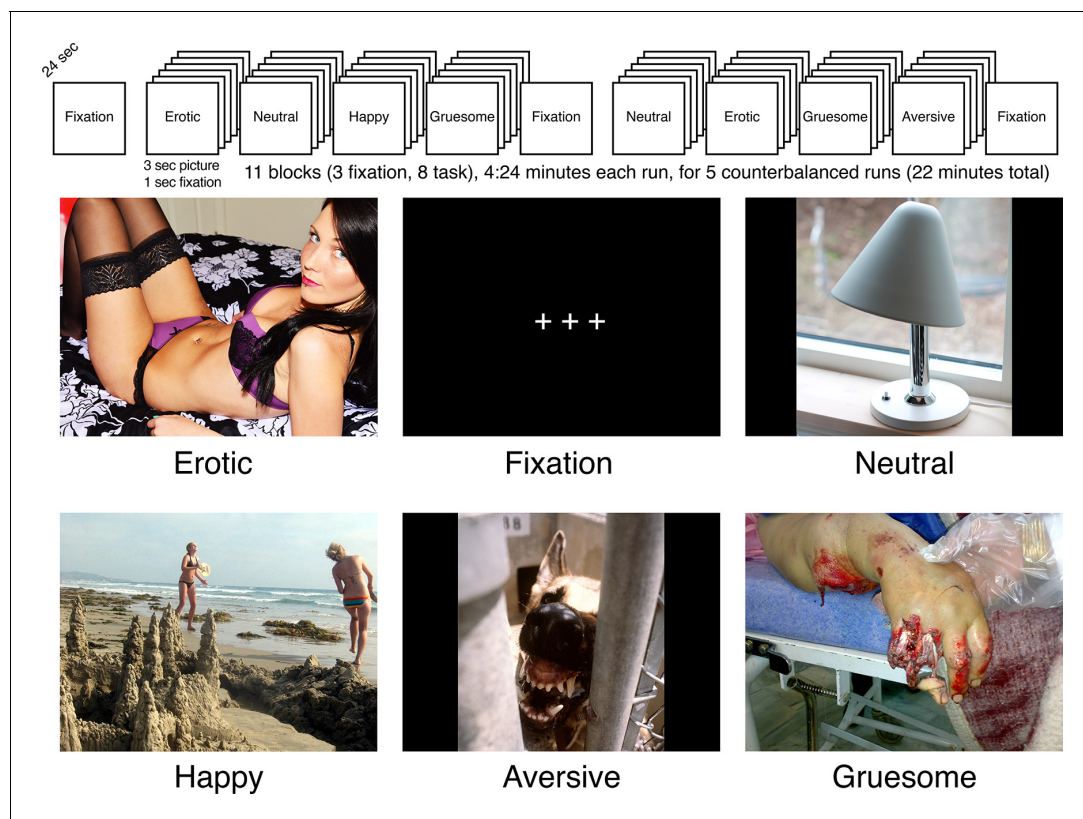 24 sec
Fixation
Erotic
Neutral
Happy
Gruesome
Fixation
Neutral
Erotic
Gruesome
Aversive
Fixation
3 sec picture
1 sec fixation
11 blocks (3 fixation, 8 task), 4:24 minutes each run, for 5 counterbalanced runs (22 minutes total)
+ + +
Erotic
Fixation
Neutral
88
Happy
Aversive
Gruesome